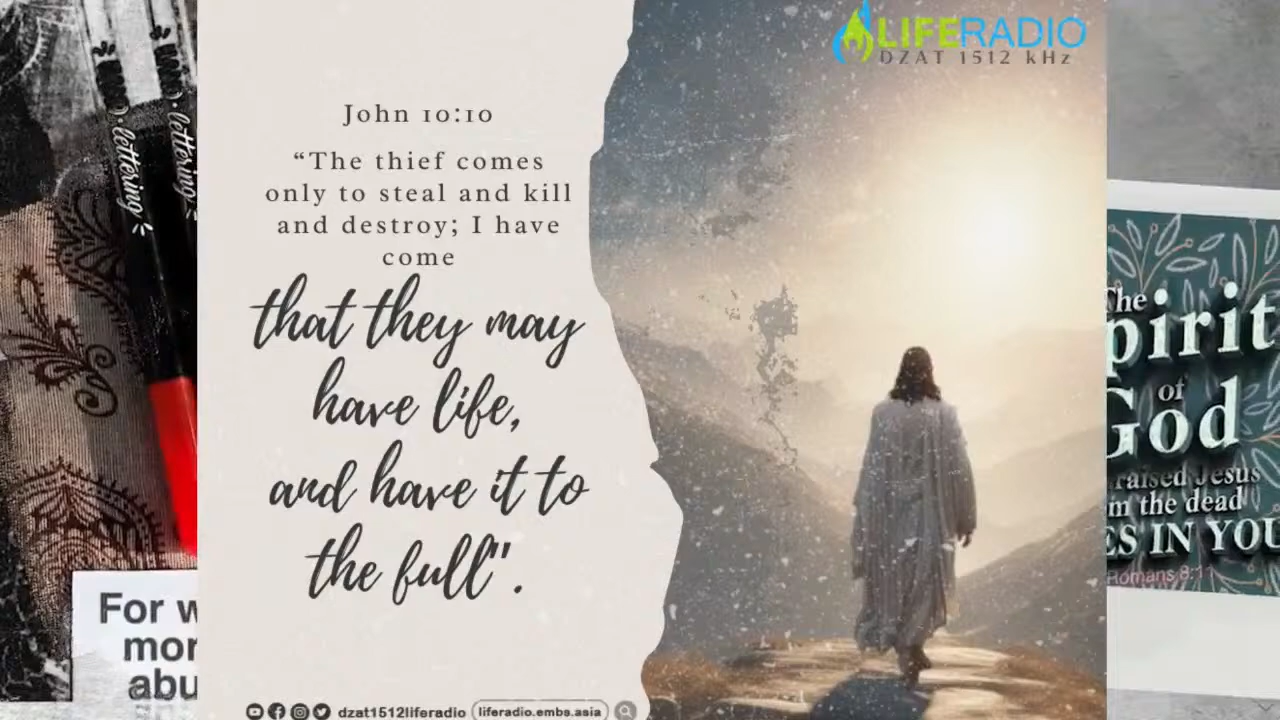 lettering
lettering
For w
mor
abu
John 10:10
“The thief comes
only to steal and kill
and destroy; I have
come
that they may
have life,
and have it to
the full".
dzat1512liferadio
liferadio.embs.asia
LIFERADIO
DZAT 1512 kHz
The
pirit
of
God
raised Jesus
m the dead
ES IN YOU
Romans 8:11